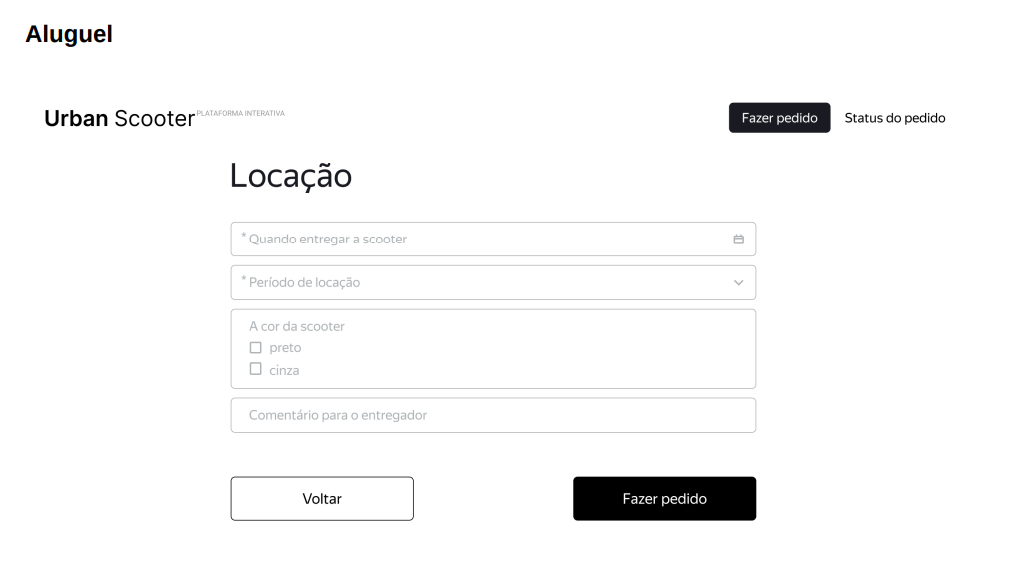 Aluguel
Urban Scooter PLATAFORMA INTERATIVA
Fazer pedido
Status do pedido
Locação
* Quando entregar a scooter
* Período de locação
A cor da scooter
preto
cinza
Comentário para o entregador
Voltar
Fazer pedido